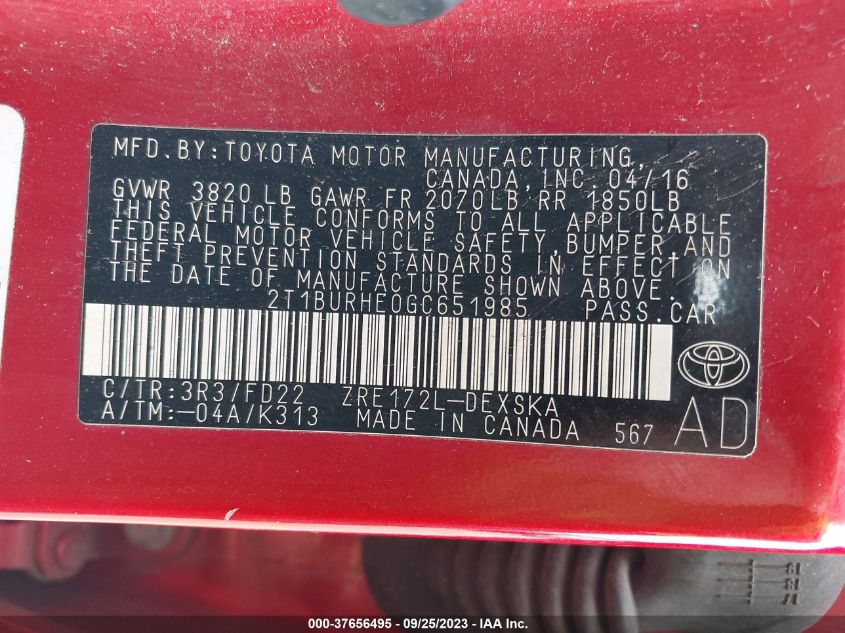 MFD. BY: TOYOTA MOTOR MANUFACTURING,
CANADA, INC. 04/16
GVWR 3820 LB GAWR FR 2070LB RR 1850LB
THIS VEHICLE CONFORMS TO ALL APPLICABLE
FEDERAL MOTOR VEHICLE SAFETY, BUMPER AND
THEFT PREVENTION STANDARDS IN EFFECT ON
THE DATE OF MANUFACTURE SHOWN ABOVE.
2T1BURHE0GC651985 PASS.CAR
C/TR:3R3/FD22 ZRE172L-DEXSKA
A/TM:-04A/K313 MADE IN CANADA 567 AD
000-37656495 - 09/25/2023 - IAA Inc.